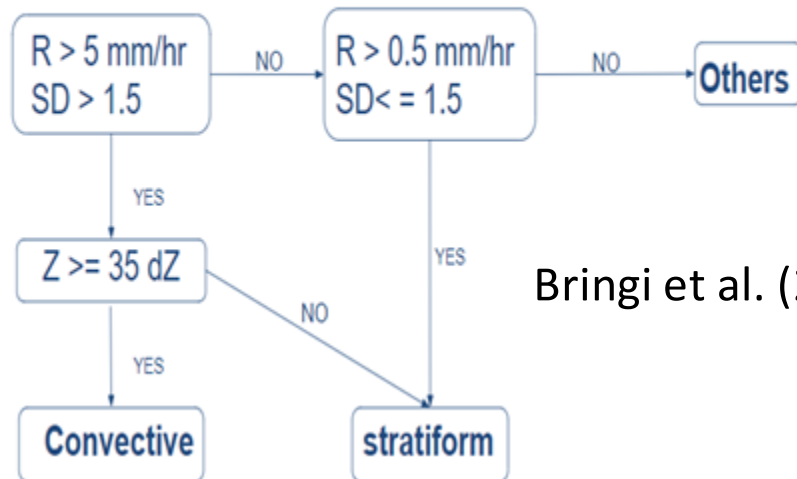 R > 5 mm/hr
SD > 1.5
NO
R > 0.5 mm/hr
SD< = 1.5
NO
Others
YES
Z >= 35 dZ
YES
NO
Bringi et al. (
YES
Convective
stratiform